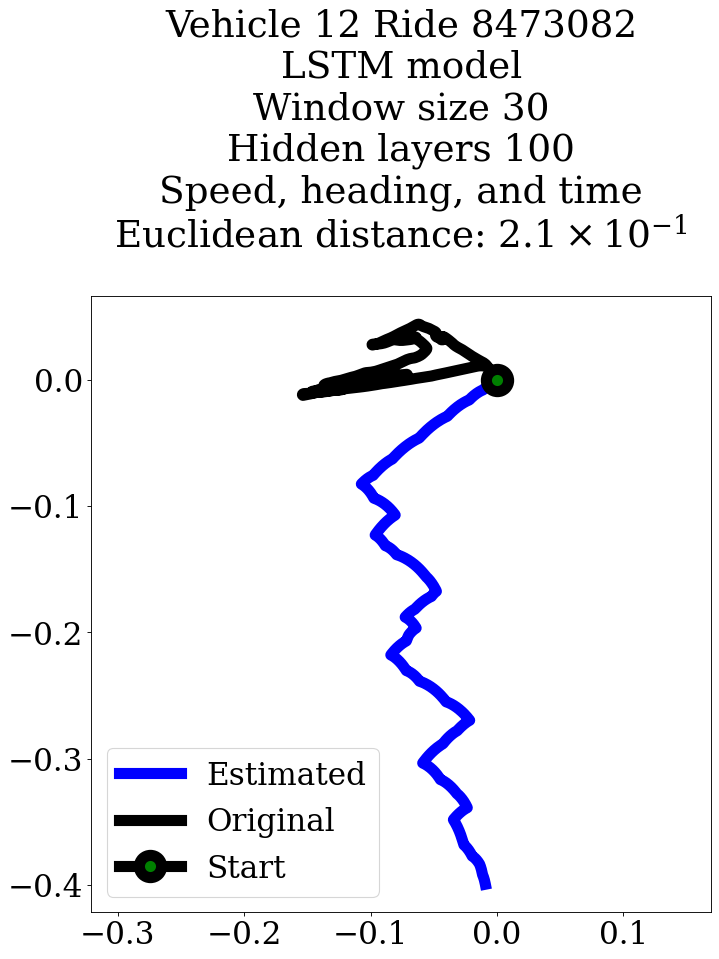 Vehicle 12 Ride 8473082
LSTM model
Window size 30
Hidden layers 100
Speed, heading, and time
Euclidean distance: 2.1 × 10⁻¹
0.0
−0.1
−0.2
−0.3
−0.4
Estimated
Original
Start
−0.3 −0.2 −0.1 0.0 0.1